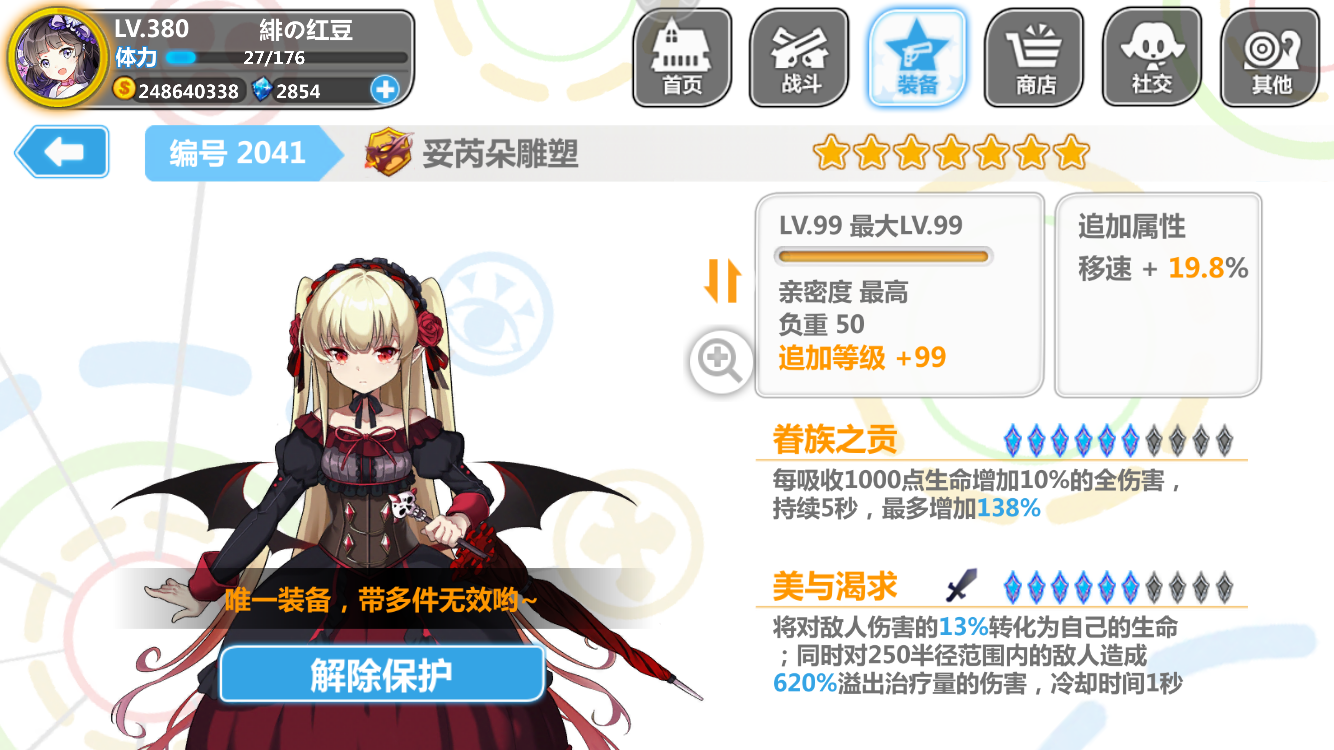 LV.380
緋の红豆
体力
27/176
248640338
2854
首页
战斗
装备
商店
社交
其他
编号 2041
妥芮朵雕塑
LV.99 最大LV.99
亲密度 最高
负重 50
追加等级 +99
追加属性
移速 + 19.8%
眷族之贡
每吸收1000点生命增加10%的全伤害，
持续5秒，最多增加138%
美与渴求
将对敌人伤害的13%转化为自己的生命
；同时对250半径范围内的敌人造成
620%溢出治疗量的伤害，冷却时间1秒
唯一装备，带多件无效哟~
解除保护